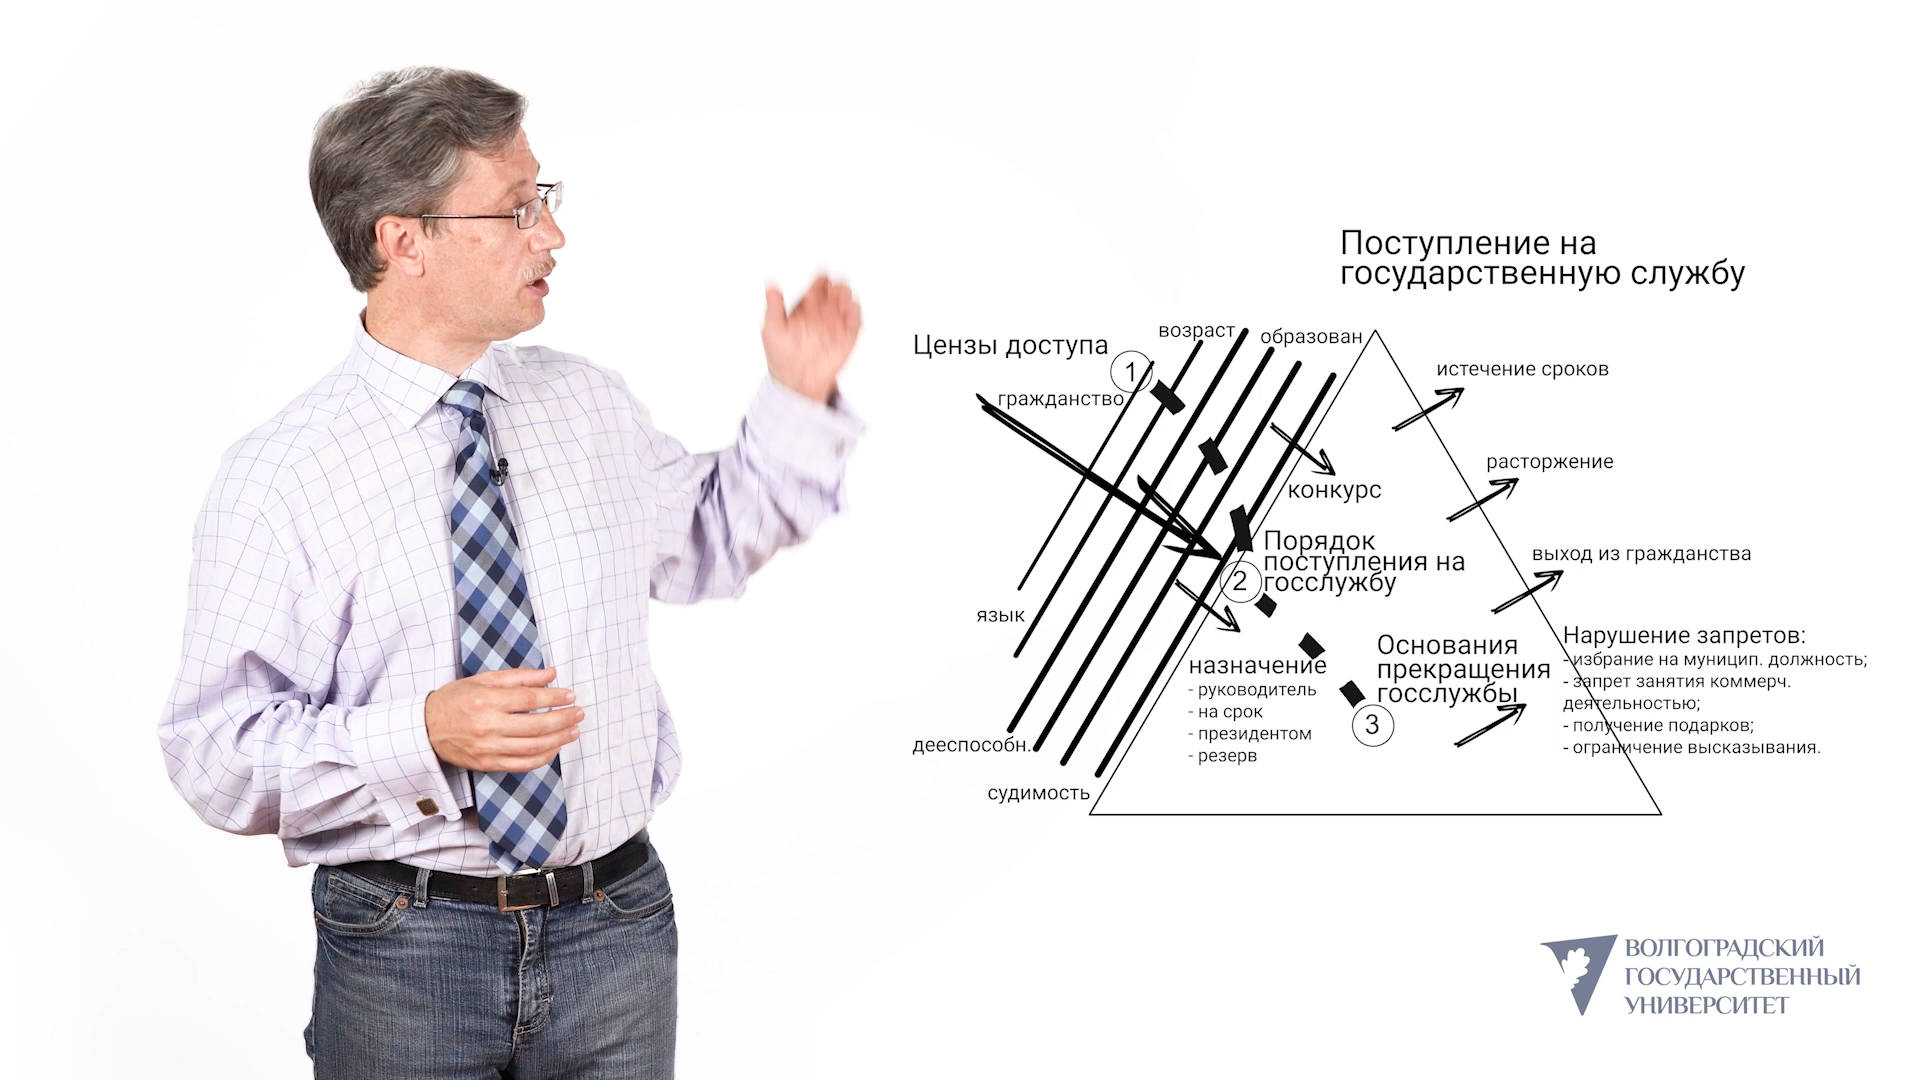 Поступление на
государственную службу
Цензы доступа
1
возраст
образован
гражданство
язык
дееспособн.
судимость
конкурс
2
Порядок
поступления на
госслужбу
назначение
- руководитель
- на срок
- президентом
- резерв
3
Основания
прекращения
госслужбы
истечение сроков
расторжение
выход из гражданства
Нарушение запретов:
- избрание на муницип. должность;
- запрет занятия коммерч.
деятельностью;
- получение подарков;
- ограничение высказывания.
ВОЛГОГРАДСКИЙ
ГОСУДАРСТВЕННЫЙ
УНИВЕРСИТЕТ